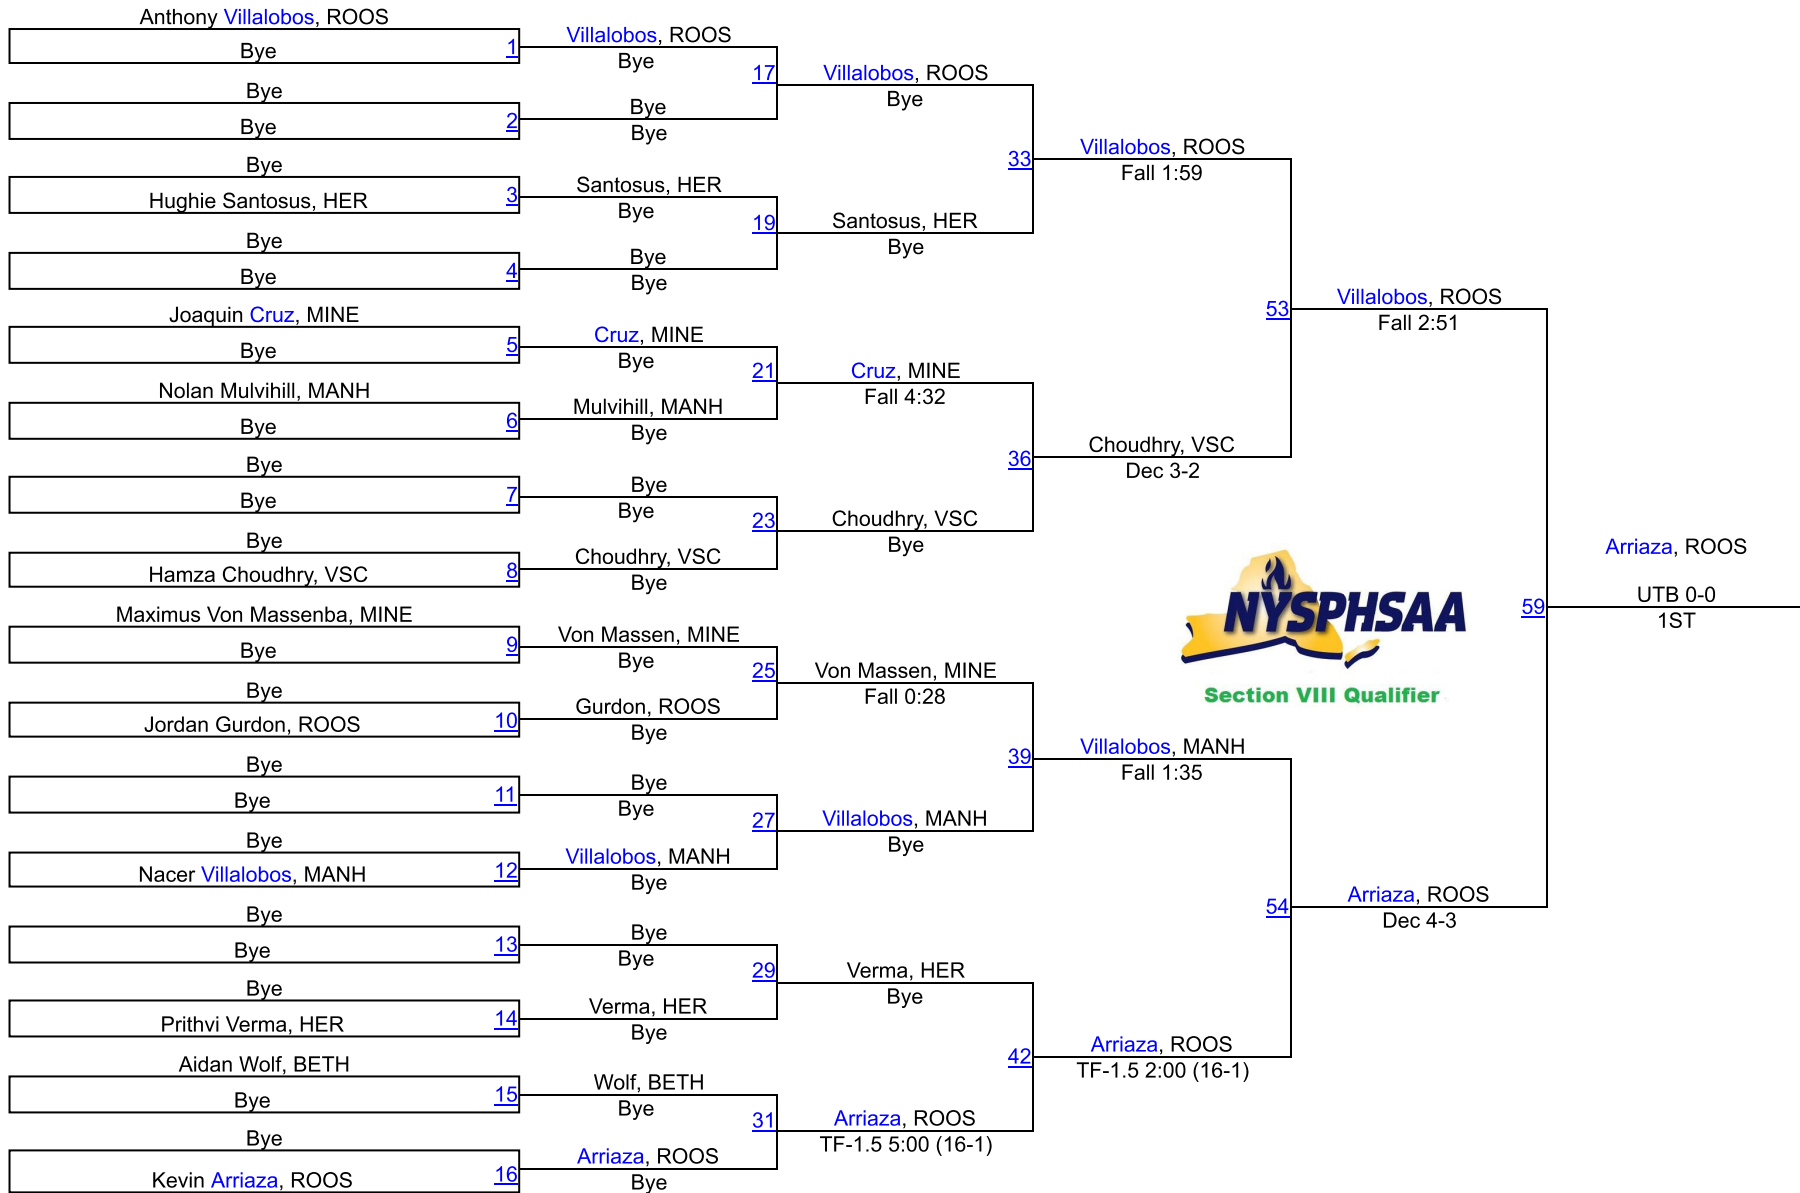 Anthony Villalobos, ROOS
Bye
1
Bye
Bye
2
Bye
Hughie Santosus, HER
3
Bye
Bye
4
Joaquin Cruz, MINE
Bye
5
Nolan Mulvihill, MANH
Bye
6
Bye
Bye
7
Bye
Hamza Choudhry, VSC
8
Maximus Von Massenba, MINE
Bye
9
Bye
Jordan Gurdon, ROOS
10
Bye
Bye
11
Bye
Nacer Villalobos, MANH
12
Bye
Bye
13
Bye
Prithvi Verma, HER
14
Aidan Wolf, BETH
Bye
15
Bye
Kevin Arriaza, ROOS
16
Villalobos, ROOS
Bye
17
Bye
Bye
Santosus, HER
Bye
19
Bye
Bye
Cruz, MINE
Bye
21
Mulvihill, MANH
Bye
Bye
Bye
23
Choudhry, VSC
Bye
Von Massen, MINE
Bye
25
Gurdon, ROOS
Bye
Bye
Bye
27
Villalobos, MANH
Bye
Bye
Bye
29
Verma, HER
Bye
Wolf, BETH
Bye
31
Arriaza, ROOS
Bye
Villalobos, ROOS
Bye
33
Santosus, HER
Bye
Cruz, MINE
Fall 4:32
36
Choudhry, VSC
Bye
Von Massen, MINE
Fall 0:28
39
Villalobos, MANH
Bye
Verma, HER
Bye
42
Arriaza, ROOS
TF-1.5 5:00 (16-1)
Villalobos, ROOS
Fall 1:59
53
Choudhry, VSC
Dec 3-2
Villalobos, MANH
Fall 1:35
54
Arriaza, ROOS
TF-1.5 2:00 (16-1)
Villalobos, ROOS
Fall 2:51
59
Arriaza, ROOS
Dec 4-3
Arriaza, ROOS
UTB 0-0
1ST
NYSPHSAA
Section VIII Qualifier